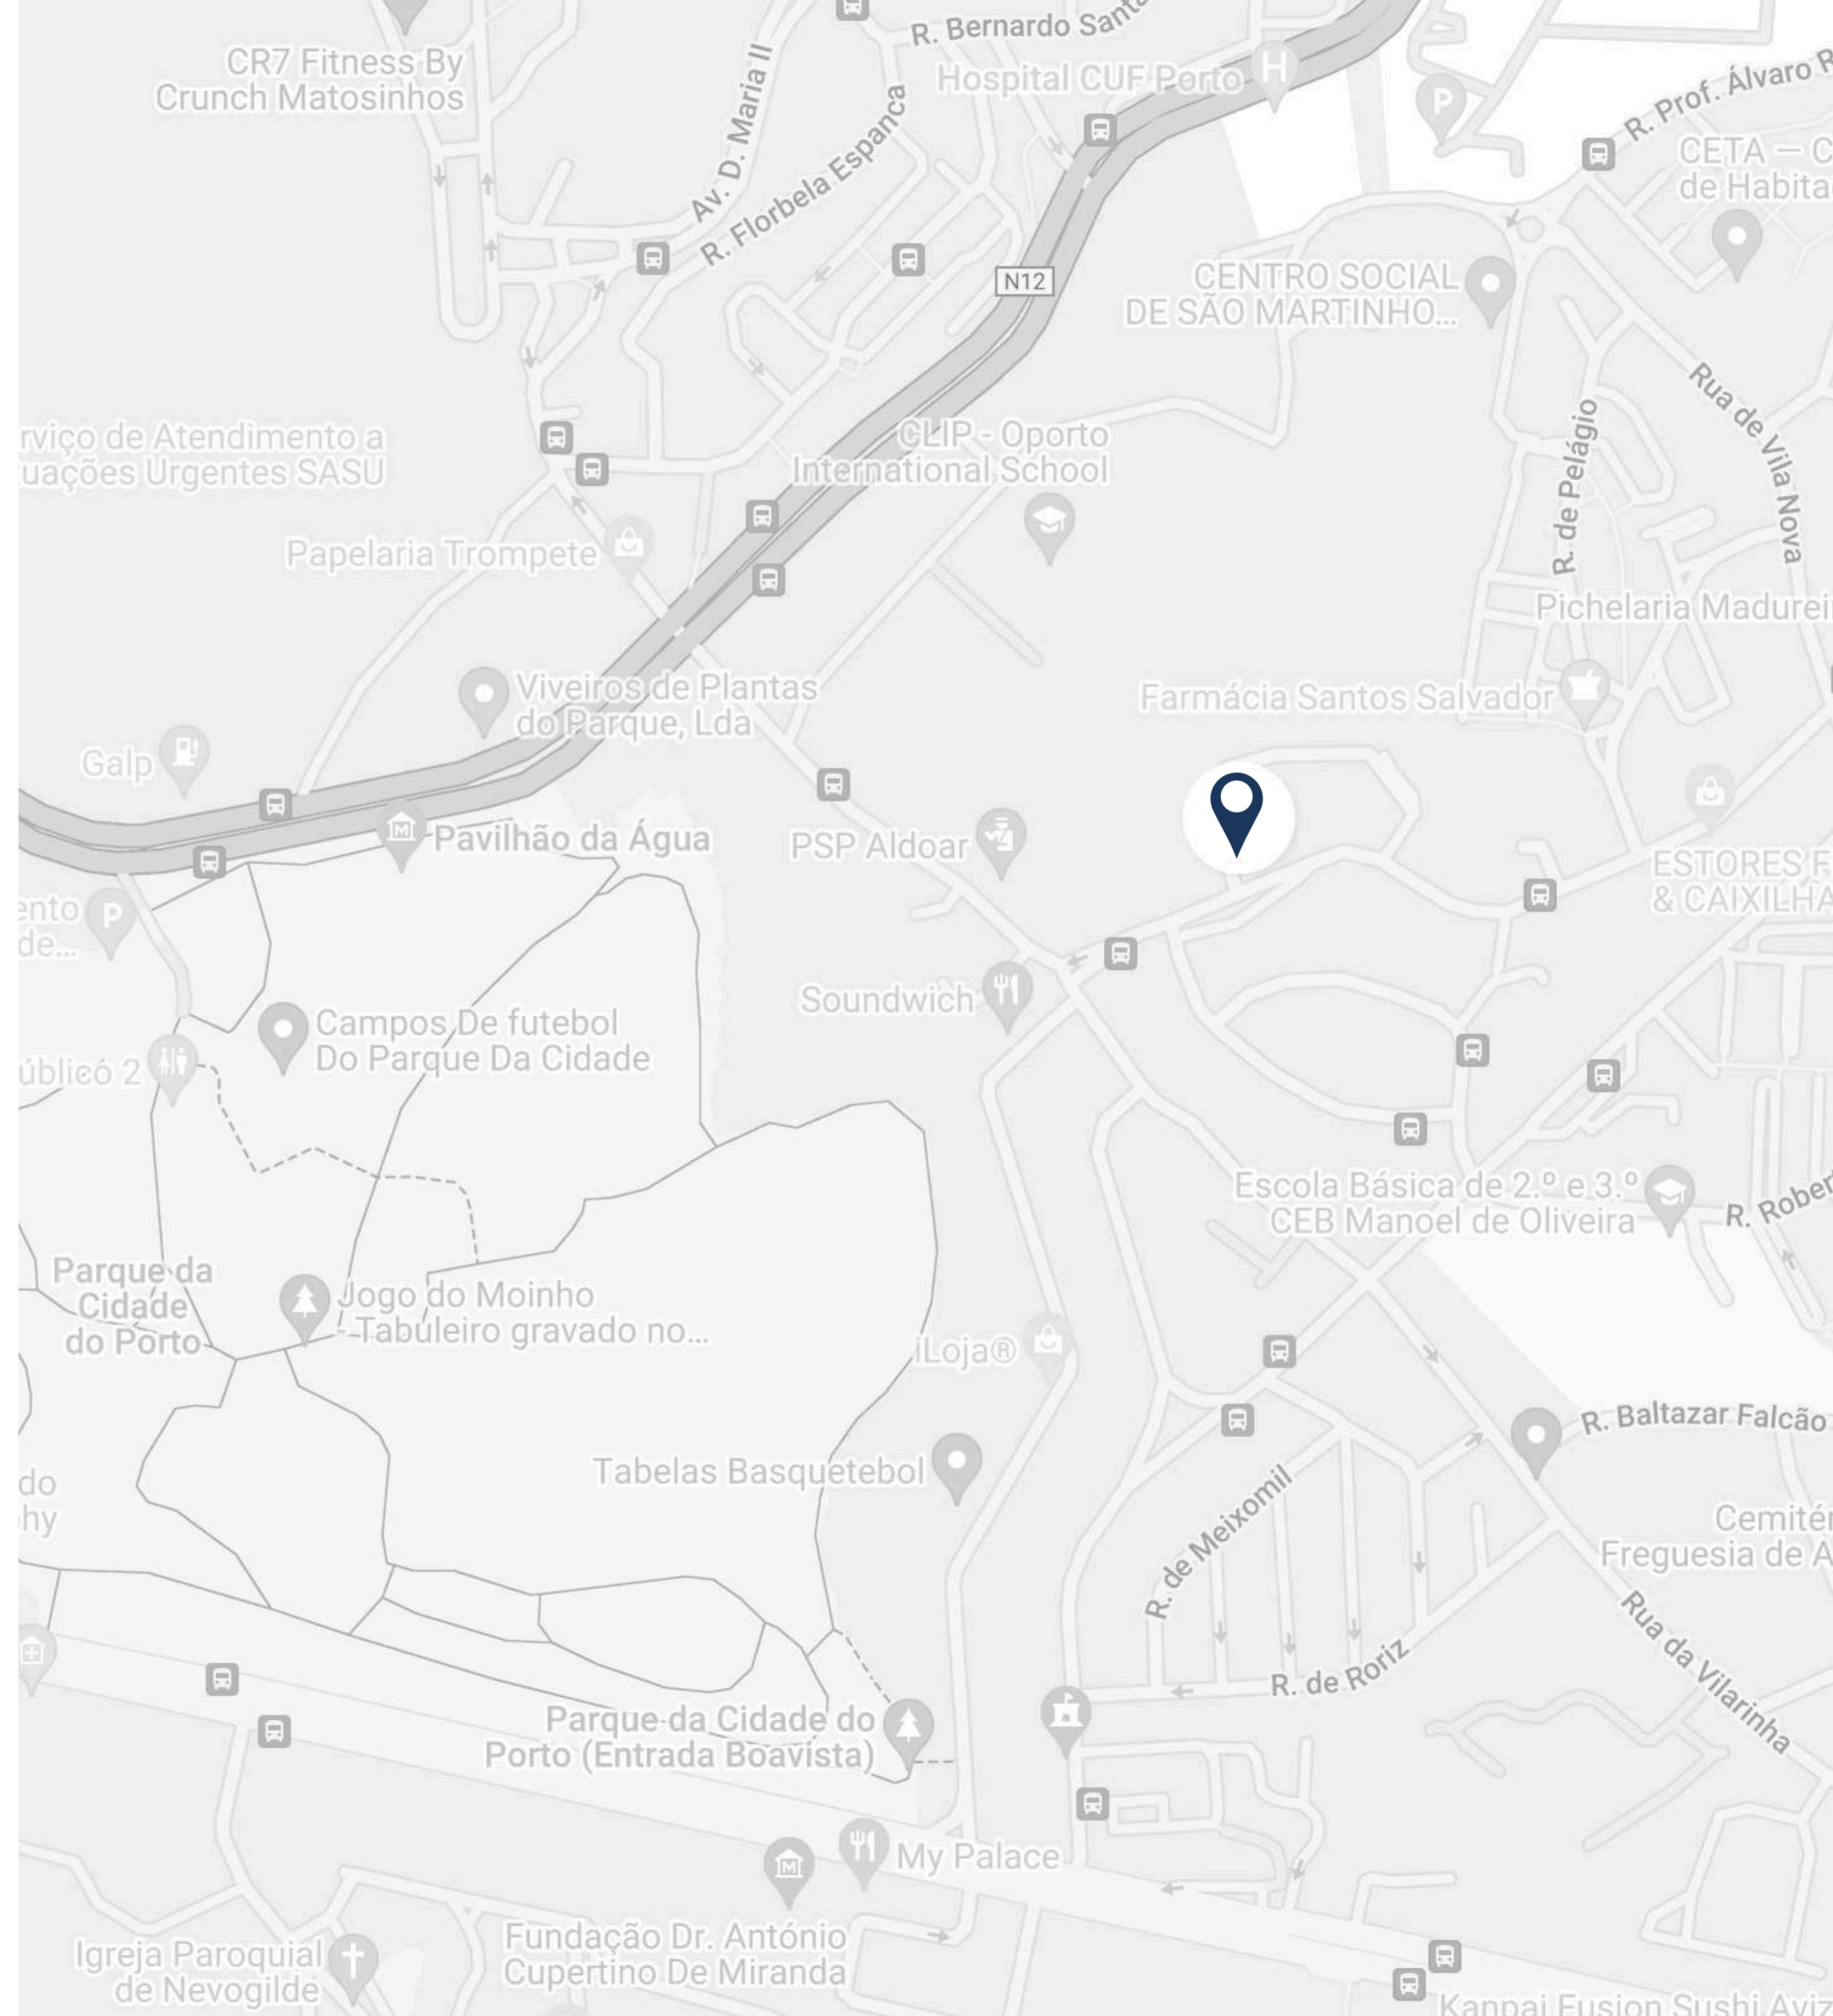 R. Bernardo Santa
CR7 Fitness By
Crunch Matosinhos
Av. D. Maria II
Hospital CUF Porto
H
P
R. Prof. Álvaro R
R. Florbela Espanca
CETA – C
de Habita
N12
CENTRO SOCIAL
DE SÃO MARTINHO...
Rua de Vila Nova
R. de Pelágio
rviço de Atendimento a
uações Urgentes SASU
CLIP - Oporto
International School
Papelaria Trompete
Pichelaria Madurei
Viveiros de Plantas
do Parque, Lda
Farmácia Santos Salvador
Galp
M
Pavilhão da Água
PSP Aldoar
ESTORES F
& CAIXILHA
ento
de...
P
Soundwich
Campos De futebol
Do Parque Da Cidade
úblico 2
Escola Básica de 2.º e 3.º
CEB Manoel de Oliveira
R. Rober
Parque da
Cidade
do Porto
Jogo do Moinho
- Tabuleiro gravado no...
iLoja®
R. Baltazar Falcão
Tabelas Basquetebol
do
hy
R. de Meixomil
Cemitér
Freguesia de A
Rua da Vilarinha
R. de Roriz
Parque da Cidade do
Porto (Entrada Boavista)
My Palace
M
Fundação Dr. António
Cupertino De Miranda
Igreja Paroquial
de Nevogilde
Kanpai Fusion Sushi Aviz